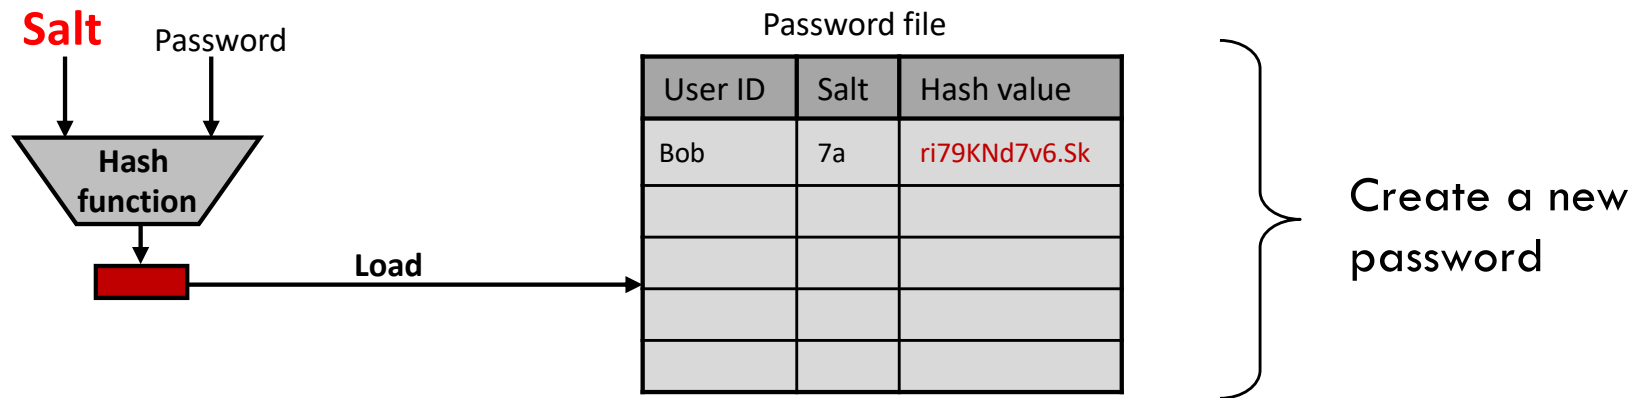 Salt
Password
Hash
function
Load
Password file
User ID Salt Hash value
Bob 7a ri79KNd7v6.Sk
Create a new
password